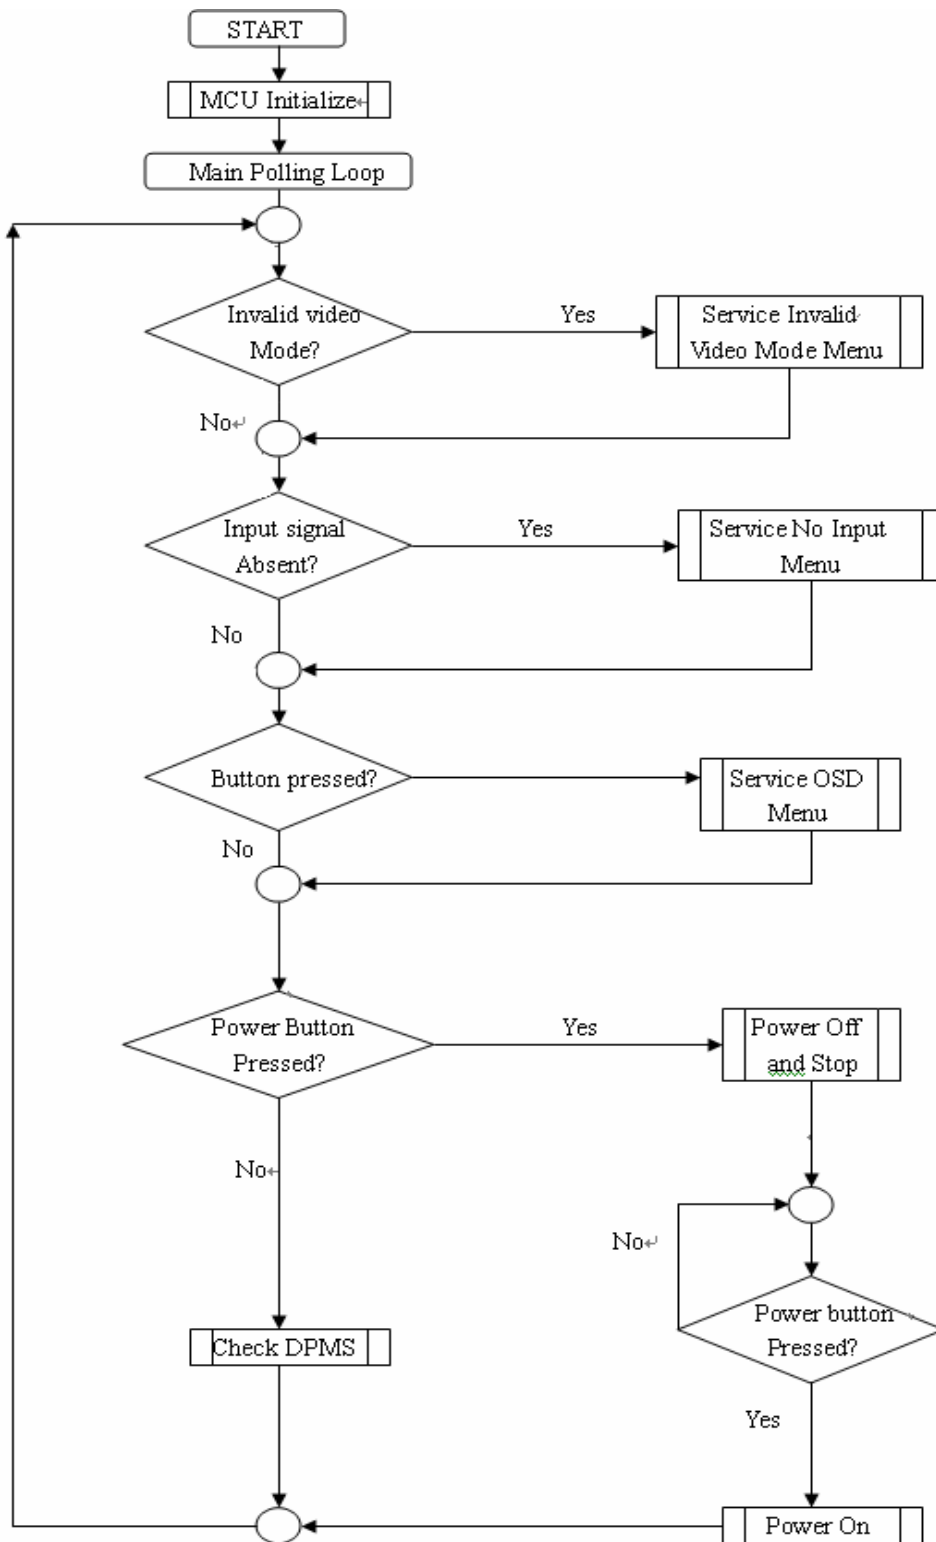 START
MCU Initialize↵
Main Polling Loop
Invalid video
Mode?
Yes
Service Invalid
Video Mode Menu
No↵
Input signal
Absent?
Yes
Service No Input
Menu
No
Button pressed?
Service OSD
Menu
No
Power Button
Pressed?
Yes
Power Off
and Stop
No↵
No↵
Power button
Pressed?
Check DPMS
Yes
Power On